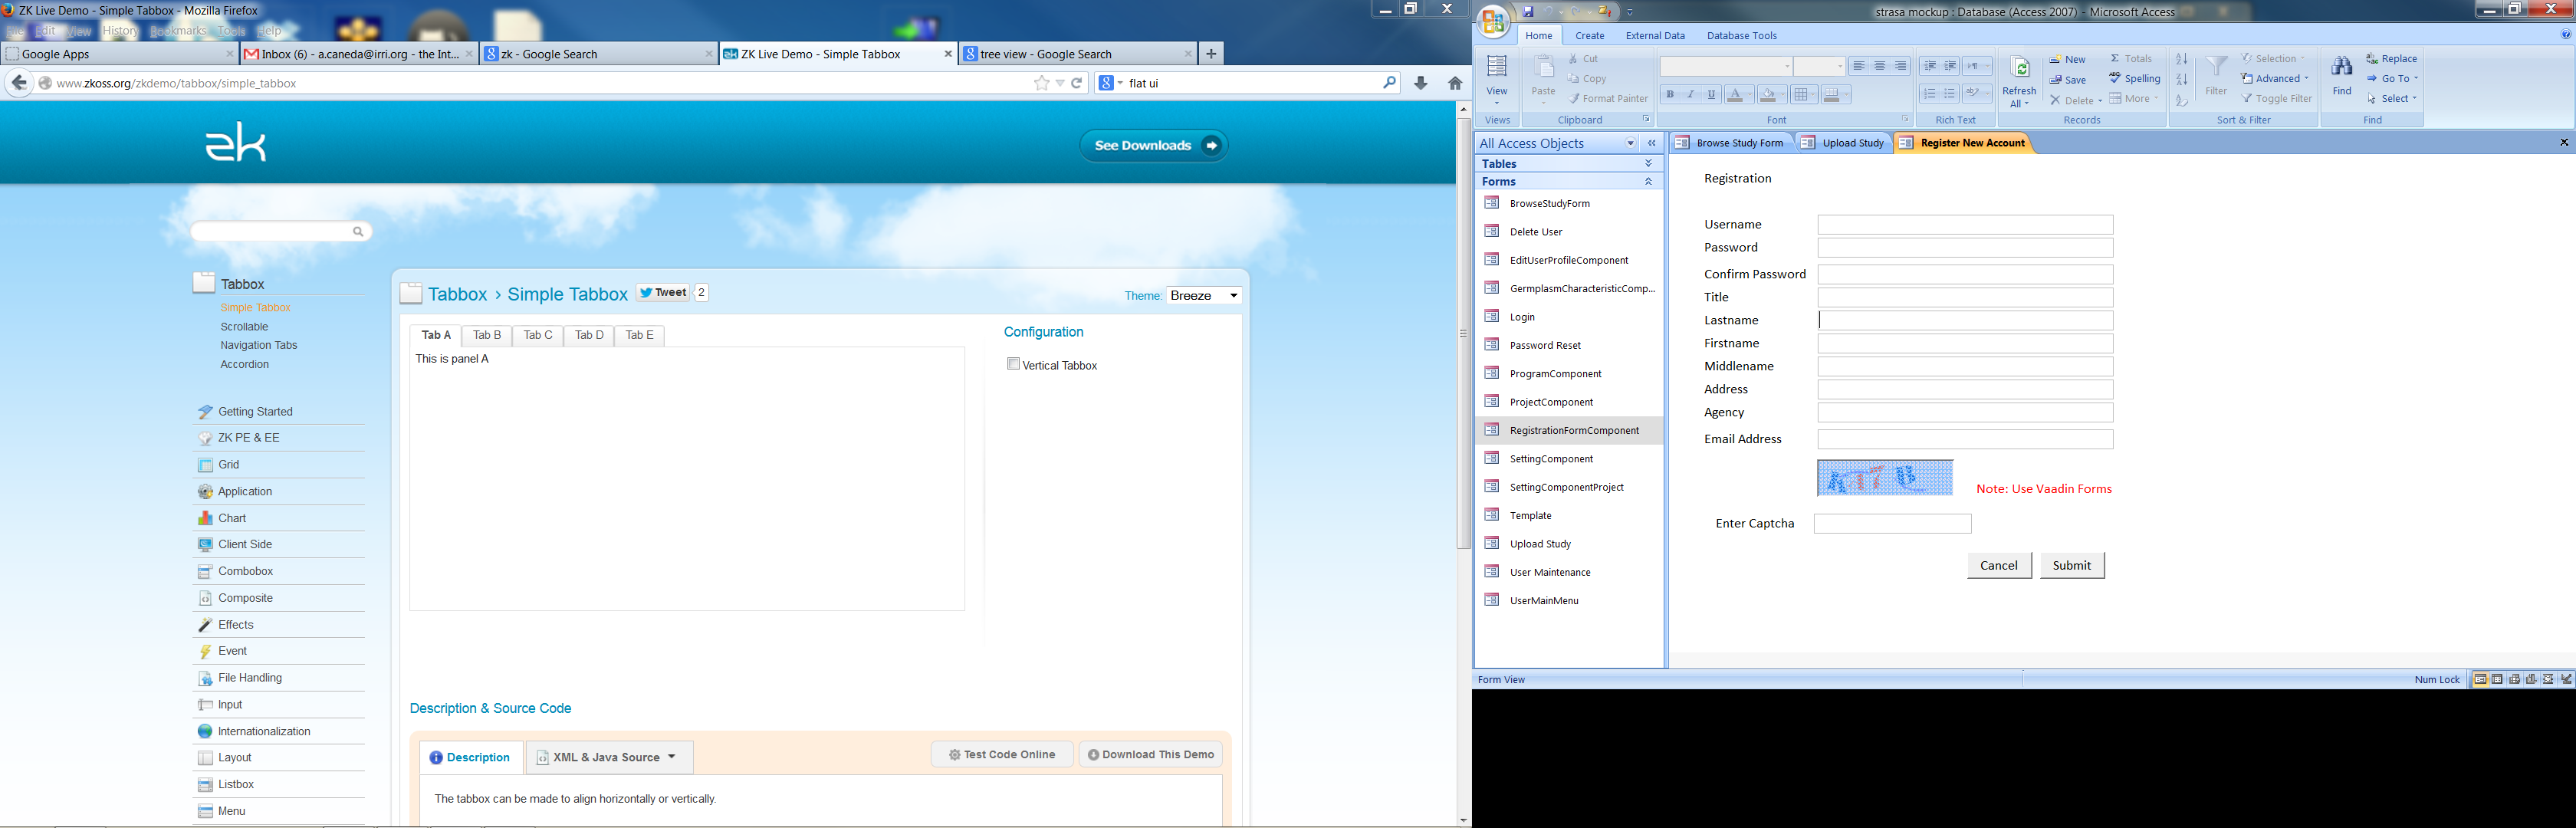 ZK Live Demo - Simple Tabbox - Mozilla Firefox
File Edit View History Bookmarks Tools Help
Google Apps
Inbox (6) - a.caneda@irri.org - the Int...
zk - Google Search
ZK Live Demo - Simple Tabbox
tree view - Google Search
www.zkoss.org/zkdemo/tabbox/simple_tabbox
flat ui
zk
See Downloads
Tabbox
Simple Tabbox
Scrollable
Navigation Tabs
Accordion
Getting Started
ZK PE & EE
Grid
Application
Chart
Client Side
Combobox
Composite
Effects
Event
File Handling
Input
Internationalization
Layout
Listbox
Menu
Tabbox › Simple Tabbox
Tweet 2
Theme: Breeze
Tab A Tab B Tab C Tab D Tab E
This is panel A
Configuration
Vertical Tabbox
Description & Source Code
Description
XML & Java Source
Test Code Online
Download This Demo
The tabbox can be made to align horizontally or vertically.
strasa mockup : Database (Access 2007) - Microsoft Access
Home Create External Data Database Tools
View
Views
Paste
Cut
Copy
Format Painter
Clipboard
B I U A
Font
Rich Text
Refresh
All
New
Save
Delete
Totals
Spelling
More
Records
Filter
Selection
Advanced
Toggle Filter
Sort & Filter
Find
Replace
Go To
Select
Find
All Access Objects
Tables
Forms
BrowseStudyForm
Delete User
EditUserProfileComponent
GermplasmCharacteristicComp...
Login
Password Reset
ProgramComponent
ProjectComponent
RegistrationFormComponent
SettingComponent
SettingComponentProject
Template
Upload Study
User Maintenance
UserMainMenu
Browse Study Form
Upload Study
Register New Account
Registration
Username
Password
Confirm Password
Title
Lastname
Firstname
Middlename
Address
Agency
Email Address
Note: Use Vaadin Forms
Enter Captcha
Cancel
Submit
Form View
Num Lock